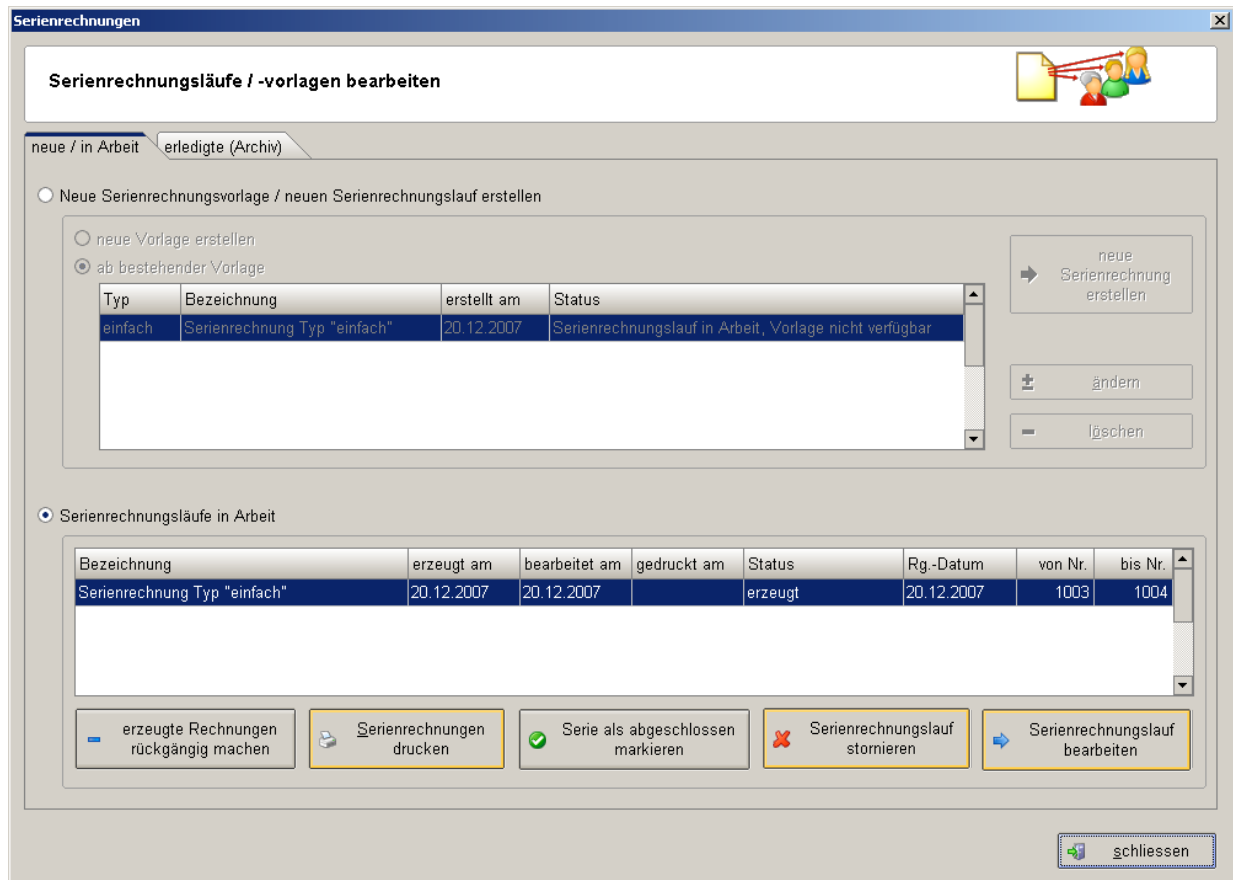 Serienrechnungen
Serienrechnungsläufe / -vorlagen bearbeiten
neue / in Arbeit erledigte (Archiv)
Neue Serienrechnungsvorlage / neuen Serienrechnungslauf erstellen
neue Vorlage erstellen
ab bestehender Vorlage
neue
Serienrechnung
erstellen
Typ Bezeichnung erstellt am Status
einfach Serienrechnung Typ "einfach" 20.12.2007 Serienrechnungslauf in Arbeit, Vorlage nicht verfügbar
ändern
löschen
Serienrechnungsläufe in Arbeit
Bezeichnung erzeugt am bearbeitet am gedruckt am Status Rg.-Datum von Nr. bis Nr.
Serienrechnung Typ "einfach" 20.12.2007 20.12.2007 erzeugt 20.12.2007 1003 1004
erzeugte Rechnungen
rückgängig machen
Serienrechnungen
drucken
Serie als abgeschlossen
markieren
Serienrechnungslauf
stornieren
Serienrechnungslauf
bearbeiten
schliessen